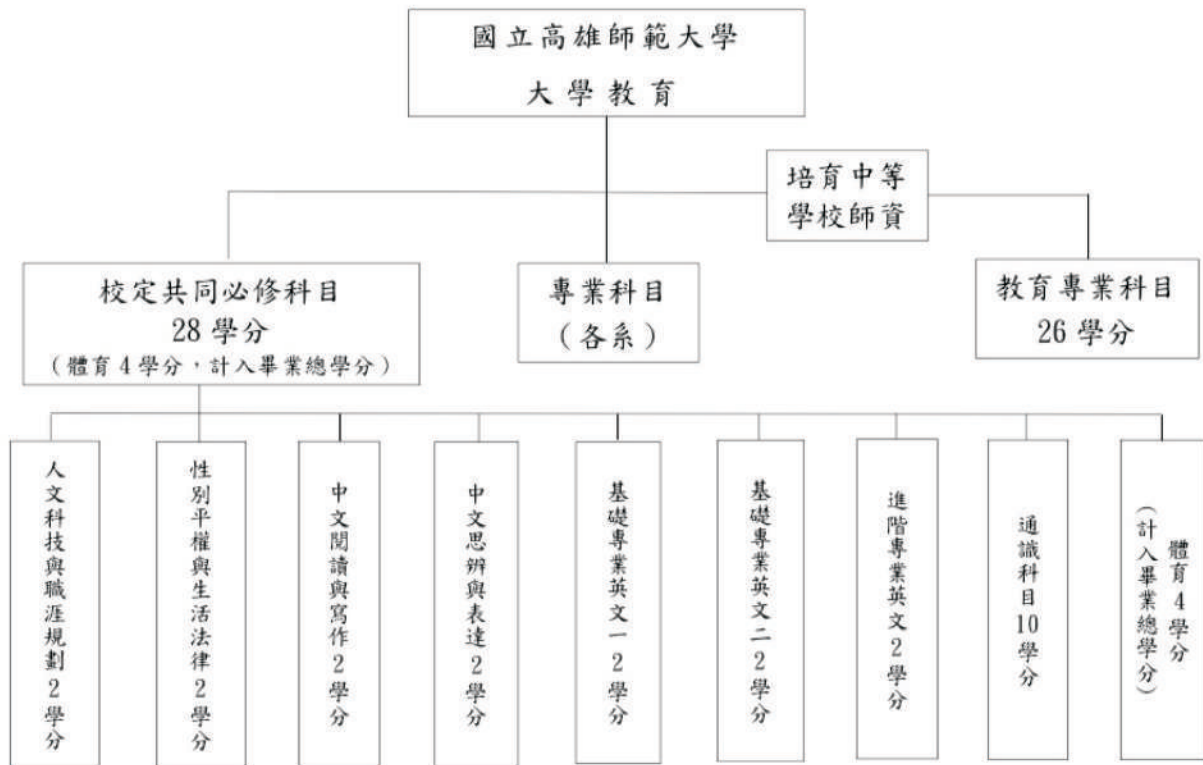 國立高雄師範大學
大學教育
培育中等
學校師資
校定共同必修科目
28 學分
（體育 4 學分，計入畢業總學分）
專業科目
（各系）
教育專業科目
26 學分
人文科技與職涯規劃 2 學分
性別平權與生活法律 2 學分
中文閱讀與寫作 2 學分
中文思辨與表達 2 學分
基礎專業英文一 2 學分
基礎專業英文二 2 學分
進階專業英文 2 學分
通識科目 10 學分
體育 4 學分
（計入畢業總學分）